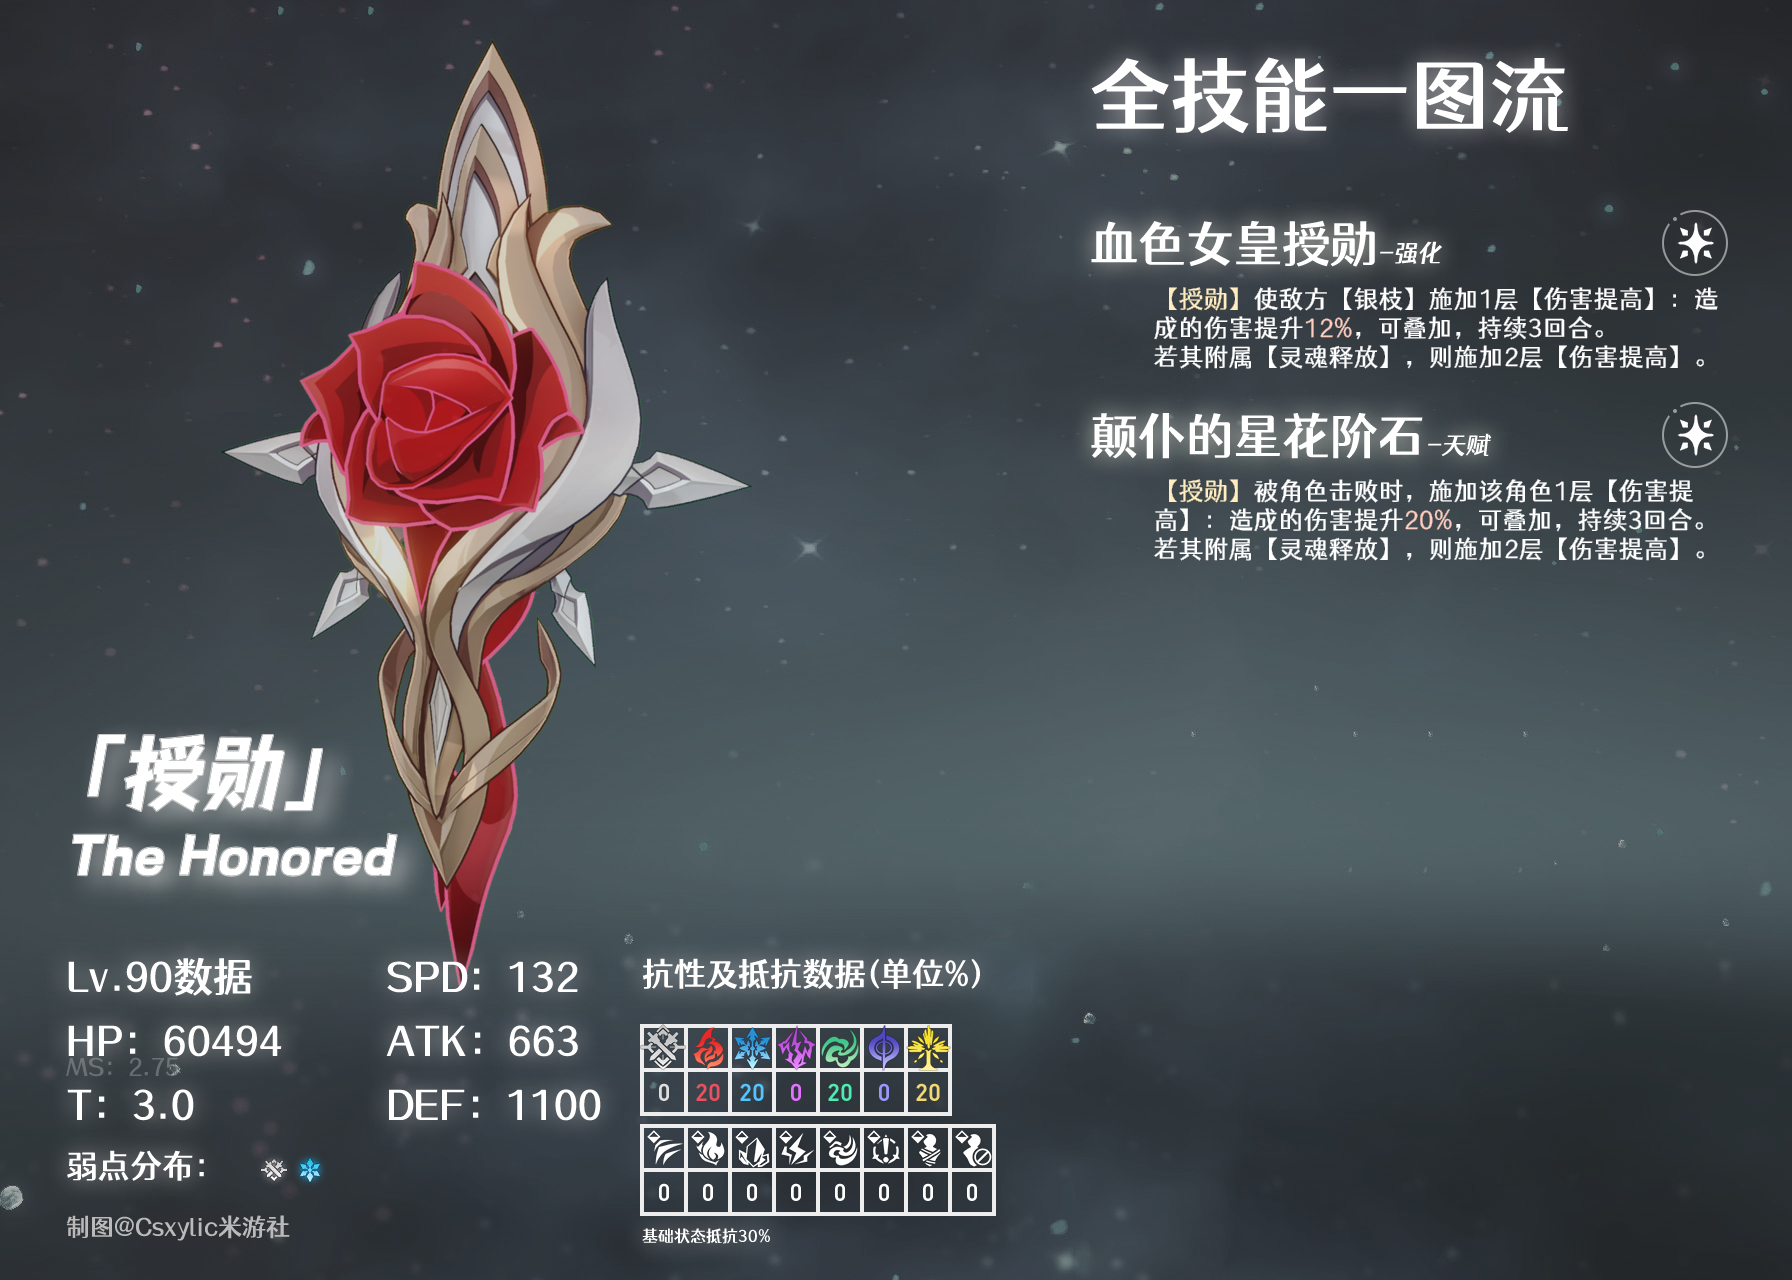 全技能一图流
血色女皇授勋-强化
【授勋】使敌方【银枝】施加1层【伤害提高】：造
成的伤害提升12%，可叠加，持续3回合。
若其附属【灵魂释放】，则施加2层【伤害提高】。
颠仆的星花阶石-天赋
【授勋】被角色击败时，施加该角色1层【伤害提
高】：造成的伤害提升20%，可叠加，持续3回合。
若其附属【灵魂释放】，则施加2层【伤害提高】。
「授勋」
The Honored
Lv.90数据
SPD：132
HP：60494
ATK：663
MS：2.75
T：3.0
DEF：1100
弱点分布：
制图@Csxylic米游社
抗性及抵抗数据(单位%)
0 20 20 0 20 0 20
0 0 0 0 0 0 0 0
基础状态抵抗30%